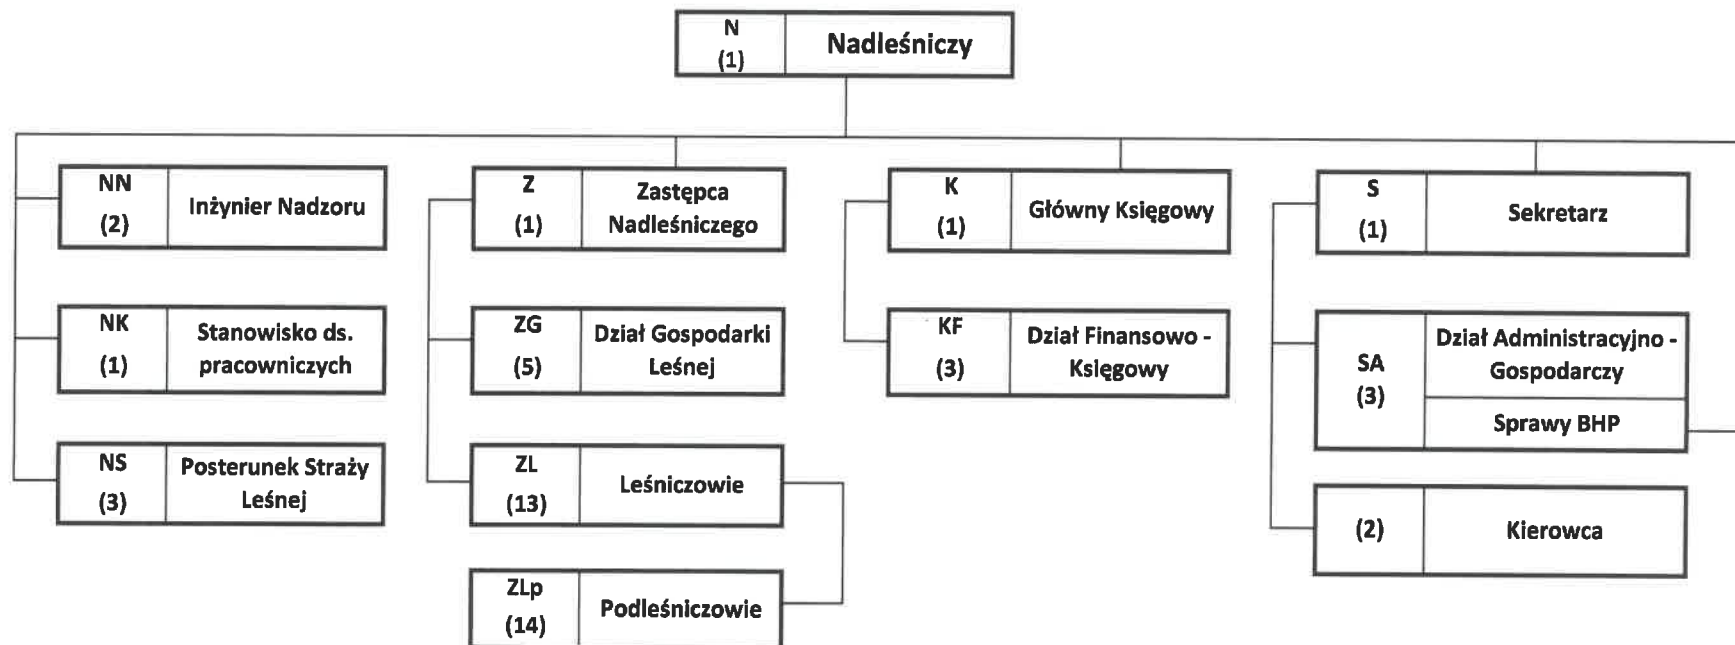 N
(1)
Nadleśniczy
NN
(2)
Inżynier Nadzoru
NK
(1)
Stanowisko ds.
pracowniczych
NS
(3)
Posterunek Straży
Leśnej
Z
(1)
Zastępca
Nadleśniczego
ZG
(5)
Dział Gospodarki
Leśnej
ZL
(13)
Leśniczowie
ZLp
(14)
Podleśniczowie
K
(1)
Główny Księgowy
KF
(3)
Dział Finansowo -
Księgowy
S
(1)
Sekretarz
SA
(3)
Dział Administracyjno -
Gospodarczy
Sprawy BHP
(2)
Kierowca